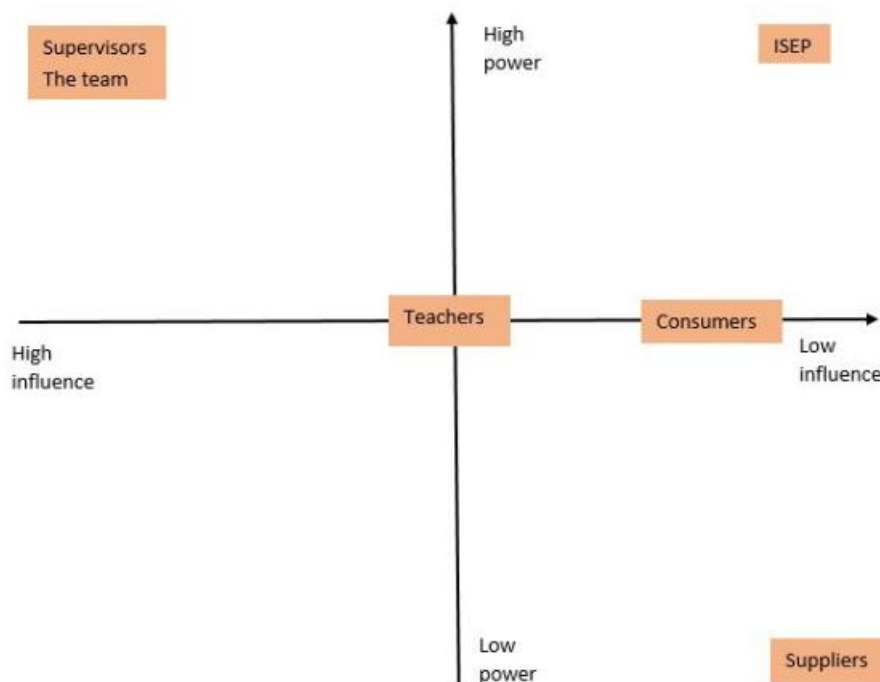 Supervisors
The team
High
power
ISEP
Teachers
Consumers
High
influence
Low
influence
Low
power
Suppliers